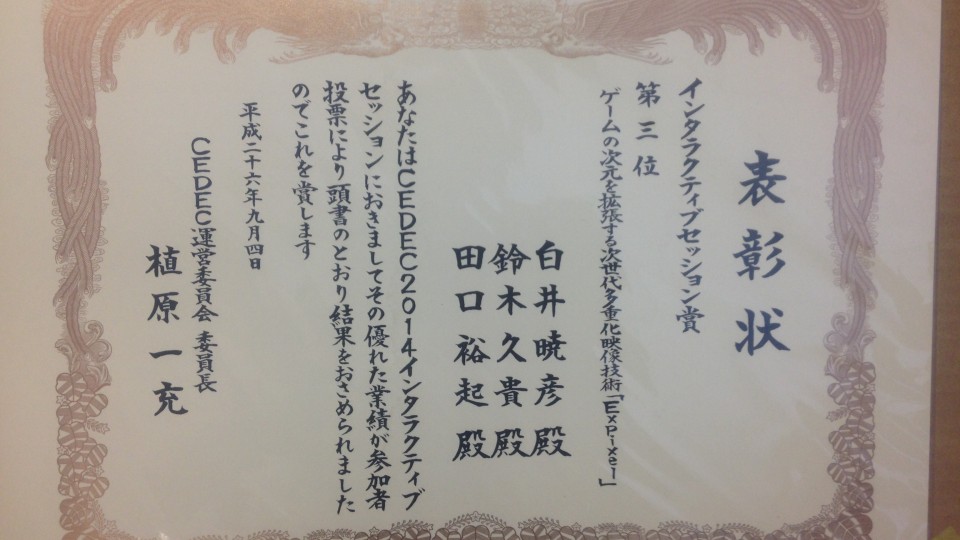 表彰状
インタラクティブセッション賞
第三位
ゲームの次元を拡張する次世代多重化映像技術「ExPixel」
白井暁彦殿
鈴木久貴殿
田口裕起殿
あなたはCEDEC2014インタラクティブ
セッションにおきましてその優れた業績が参加者
投票により頭書のとおり結果をおさめられました
のでこれを賞します
平成二十六年九月四日
CEDEC運営委員会 委員長
植原一充